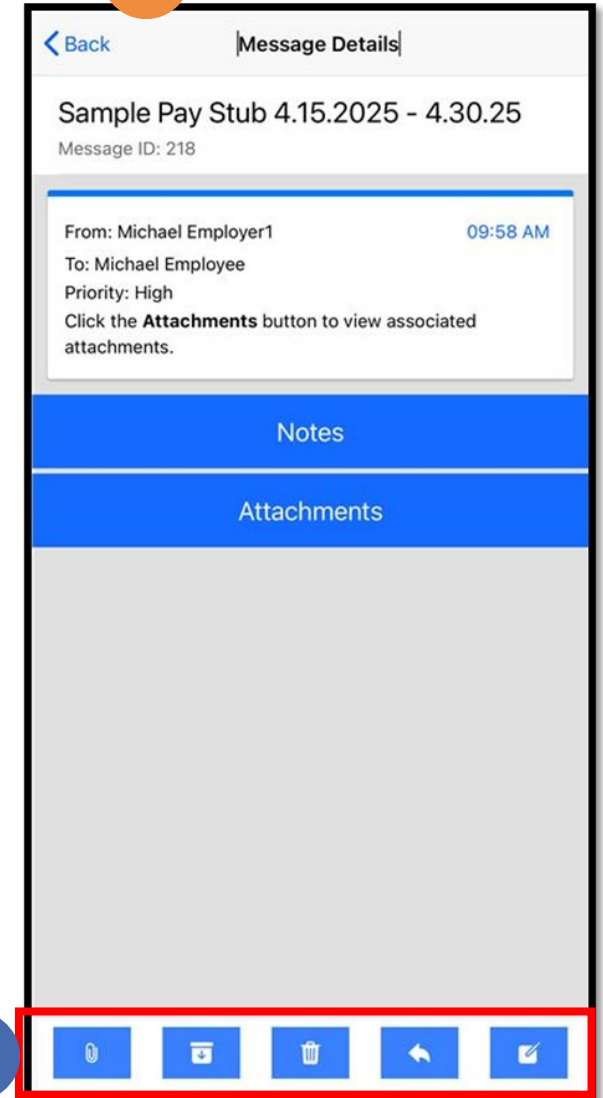 Back
Message Details
Sample Pay Stub 4.15.2025 - 4.30.25
Message ID: 218
From: Michael Employer1 09:58 AM
To: Michael Employee
Priority: High
Click the Attachments button to view associated
attachments.
Notes
Attachments